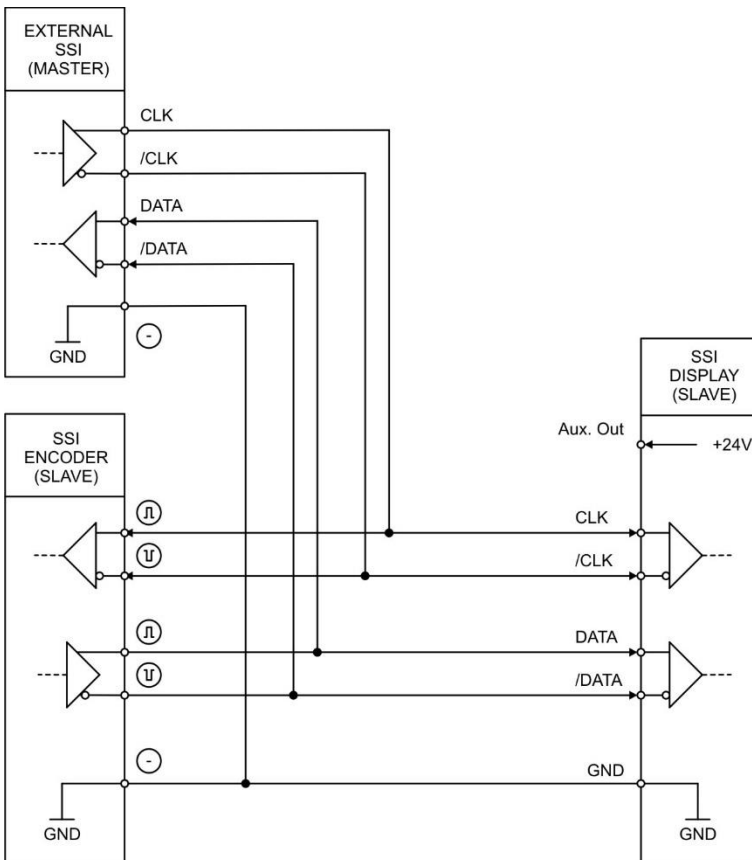 EXTERNAL
SSI
(MASTER)
CLK
/CLK
DATA
/DATA
-
GND
SSI
DISPLAY
(SLAVE)
Aux. Out
+24V
SSI
ENCODER
(SLAVE)
CLK
/CLK
DATA
/DATA
-
GND
GND
GND